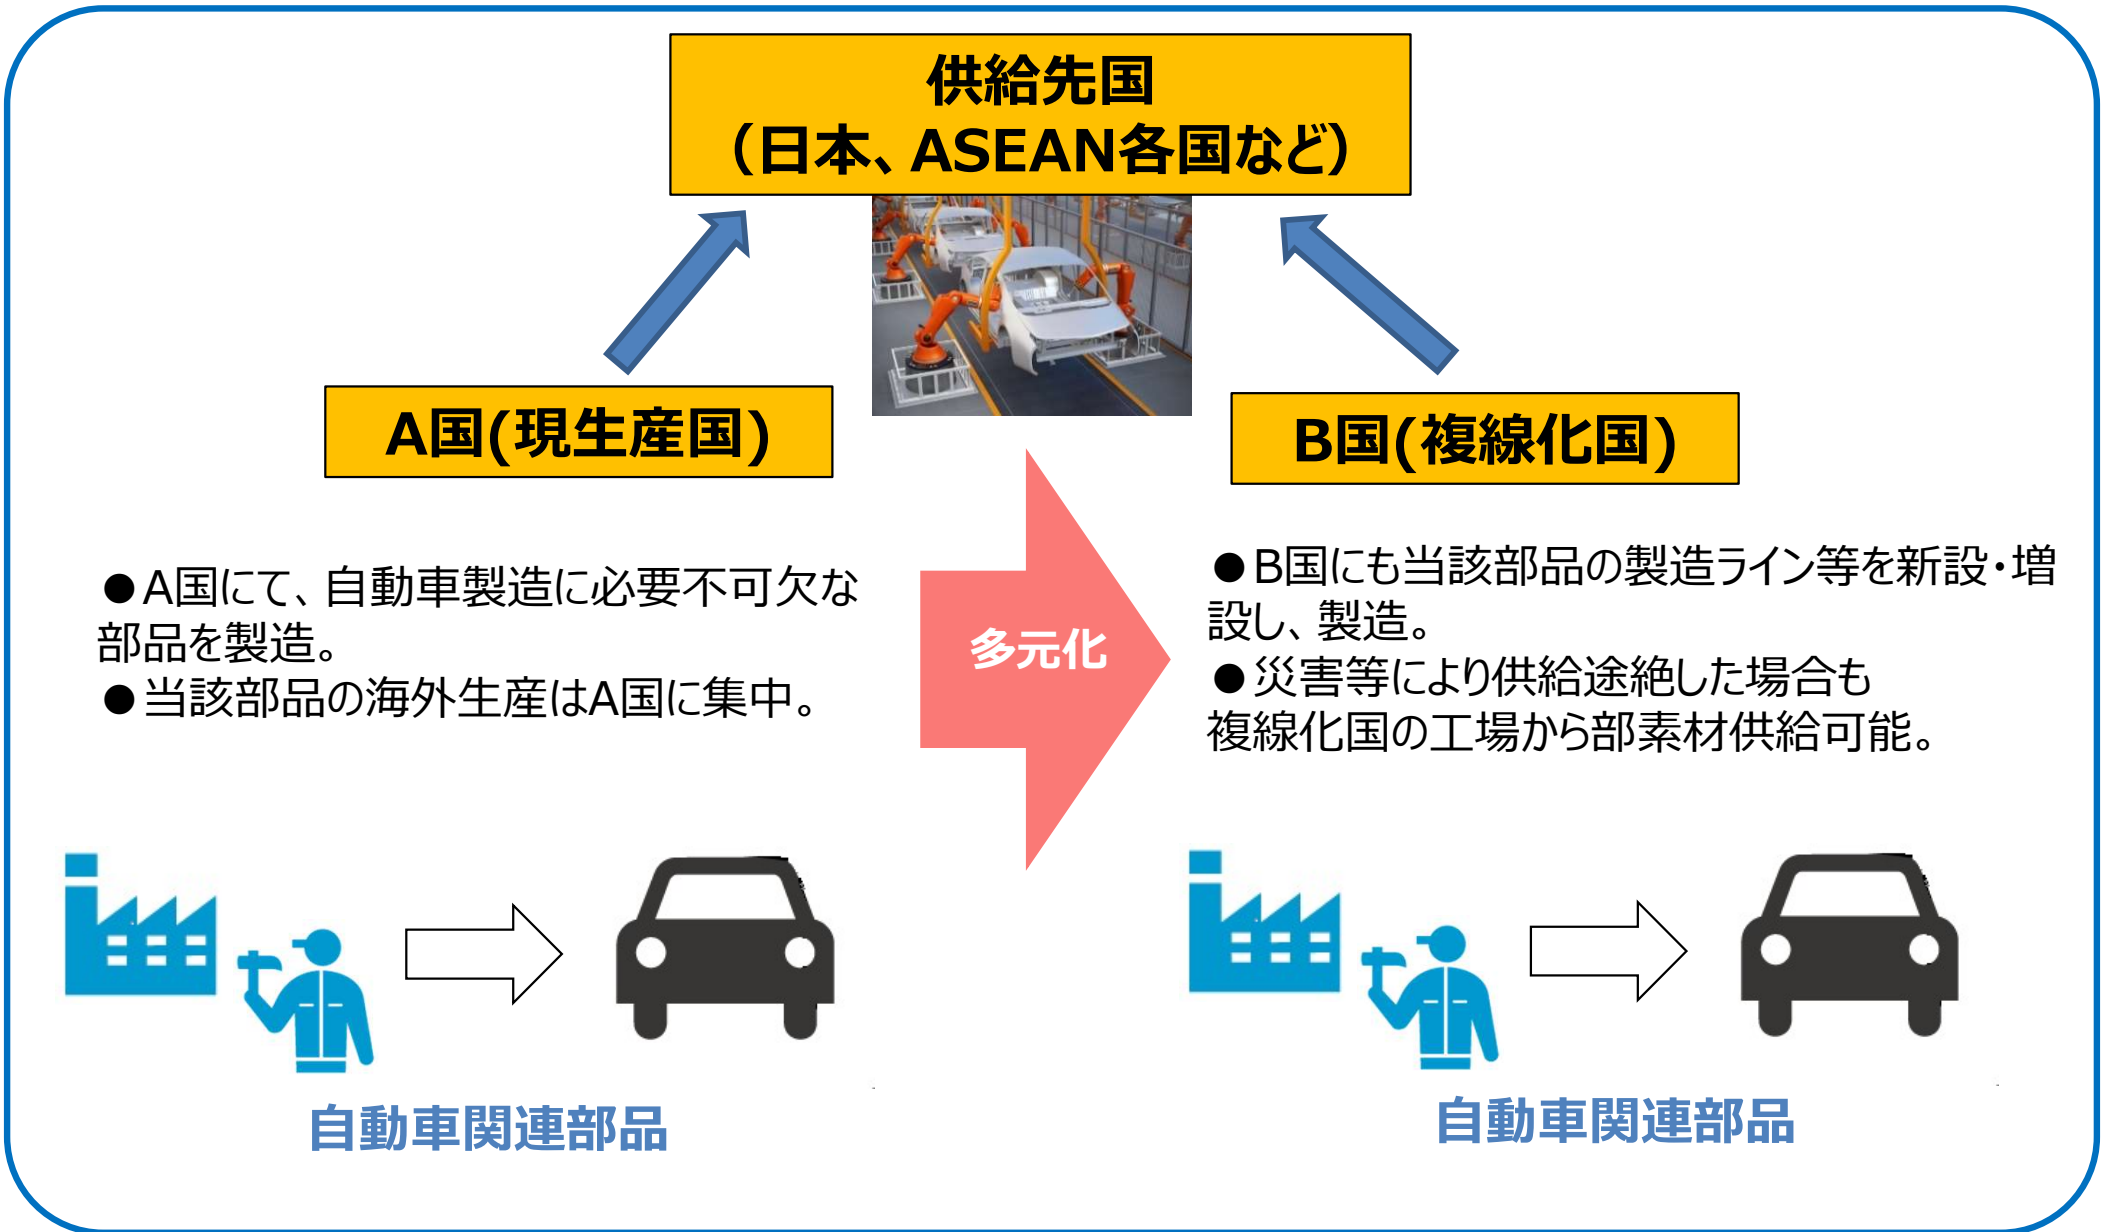 供給先国
（日本、ASEAN各国など）
A国(現生産国)
B国(複線化国)
●A国にて、自動車製造に必要不可欠な
部品を製造。
●当該部品の海外生産はA国に集中。
多元化
●B国にも当該部品の製造ライン等を新設・増
設し、製造。
●災害等により供給途絶した場合も
複線化国の工場から部素材供給可能。
自動車関連部品
自動車関連部品